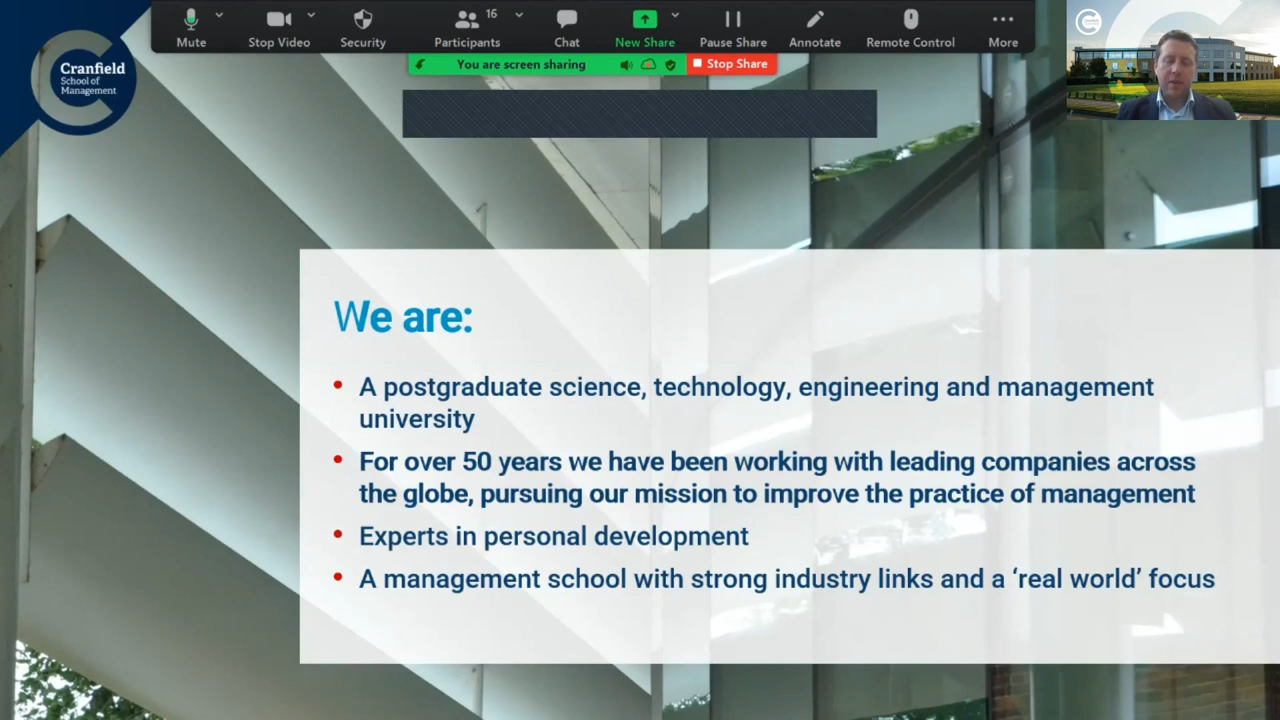 16
Mute
Stop Video
Security
Participants
Chat
New Share
Pause Share
Annotate
Remote Control
More
You are screen sharing
Stop Share
Cranfield
School of
Management
We are:
• A postgraduate science, technology, engineering and management
university
• For over 50 years we have been working with leading companies across
the globe, pursuing our mission to improve the practice of management
• Experts in personal development
• A management school with strong industry links and a ‘real world’ focus